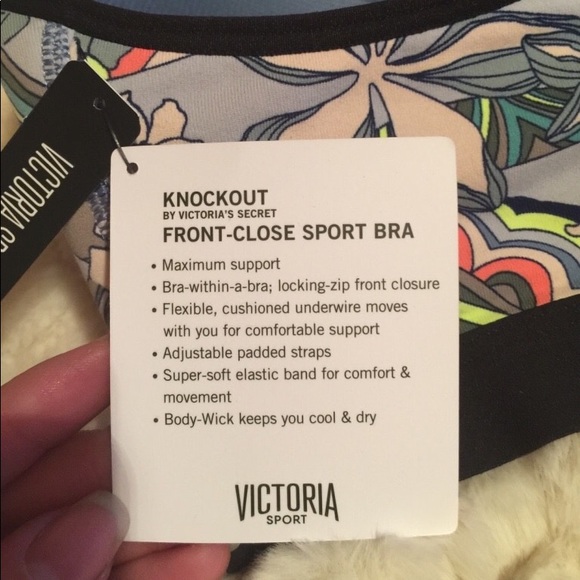 VICTORIA
KNOCKOUT
BY VICTORIA'S SECRET
FRONT-CLOSE SPORT BRA
• Maximum support
• Bra-within-a-bra; locking-zip front closure
• Flexible, cushioned underwire moves
with you for comfortable support
• Adjustable padded straps
• Super-soft elastic band for comfort &
movement
• Body-Wick keeps you cool & dry
VICTORIA
SPORT